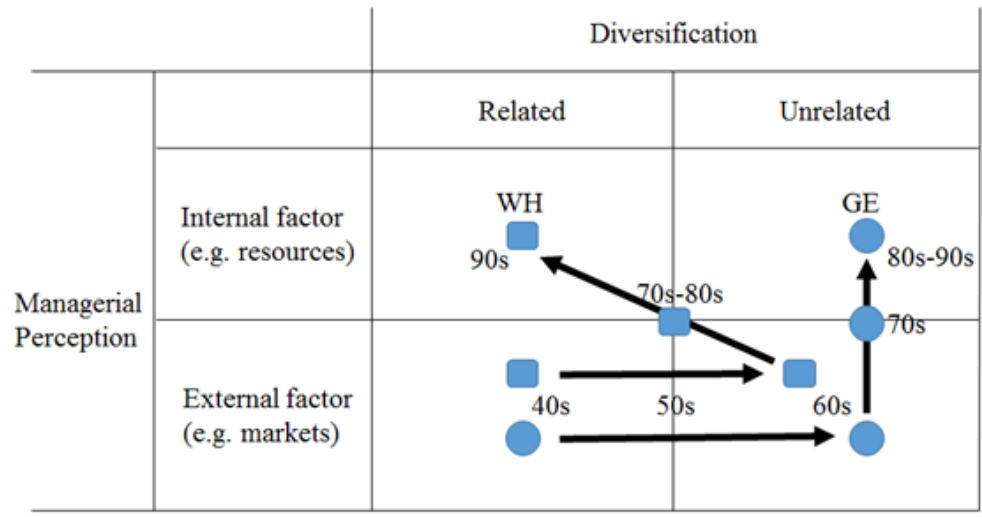 Diversification
Related
Unrelated
Managerial
Perception
Internal factor
(e.g. resources)
WH
GE
90s
80s-90s
70s-80s
70s
External factor
(e.g. markets)
40s
50s
60s